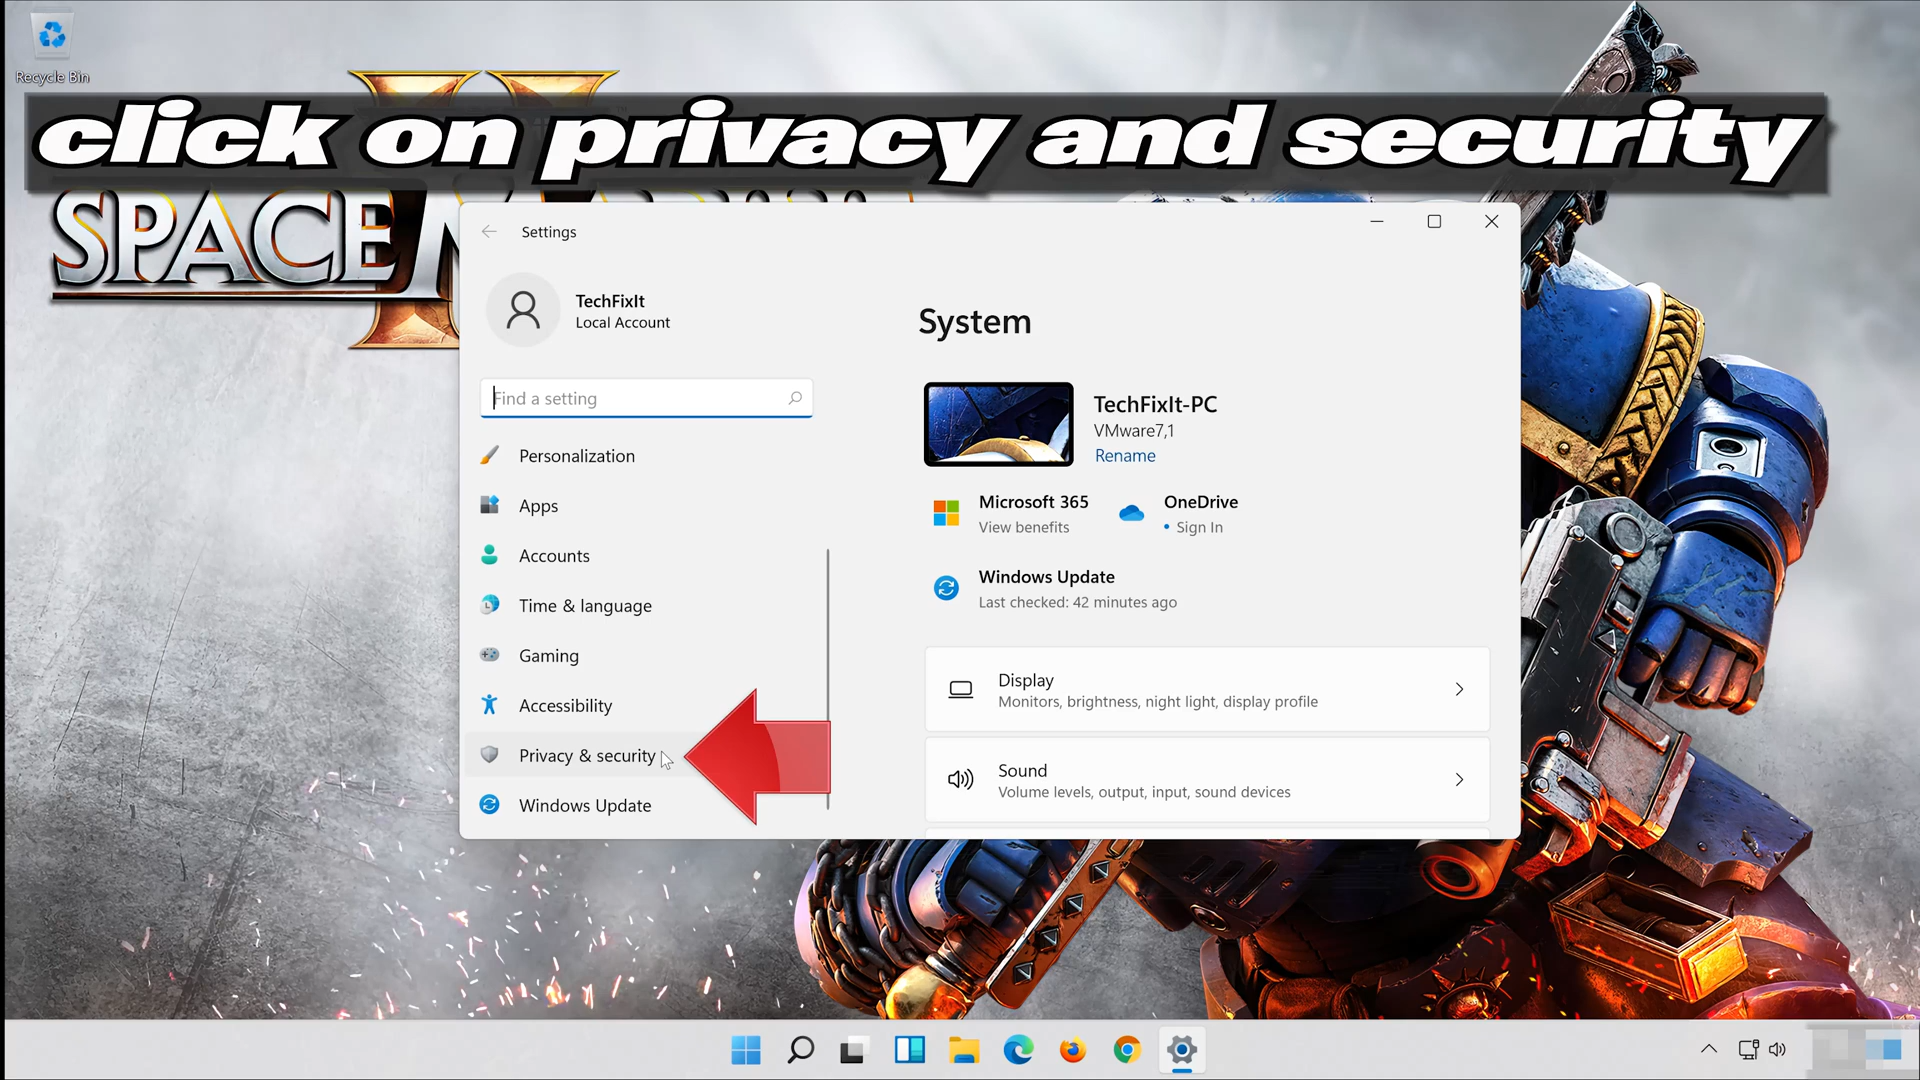 Recycle Bin
click on privacy and security
SPACE
Settings
TechFixIt
Local Account
Find a setting
Personalization
Apps
Accounts
Time & language
Gaming
Accessibility
Privacy & security
Windows Update
System
TechFixIt-PC
VMware7,1
Rename
Microsoft 365
View benefits
OneDrive
• Sign In
Windows Update
Last checked: 42 minutes ago
Display
Monitors, brightness, night light, display profile
Sound
Volume levels, output, input, sound devices